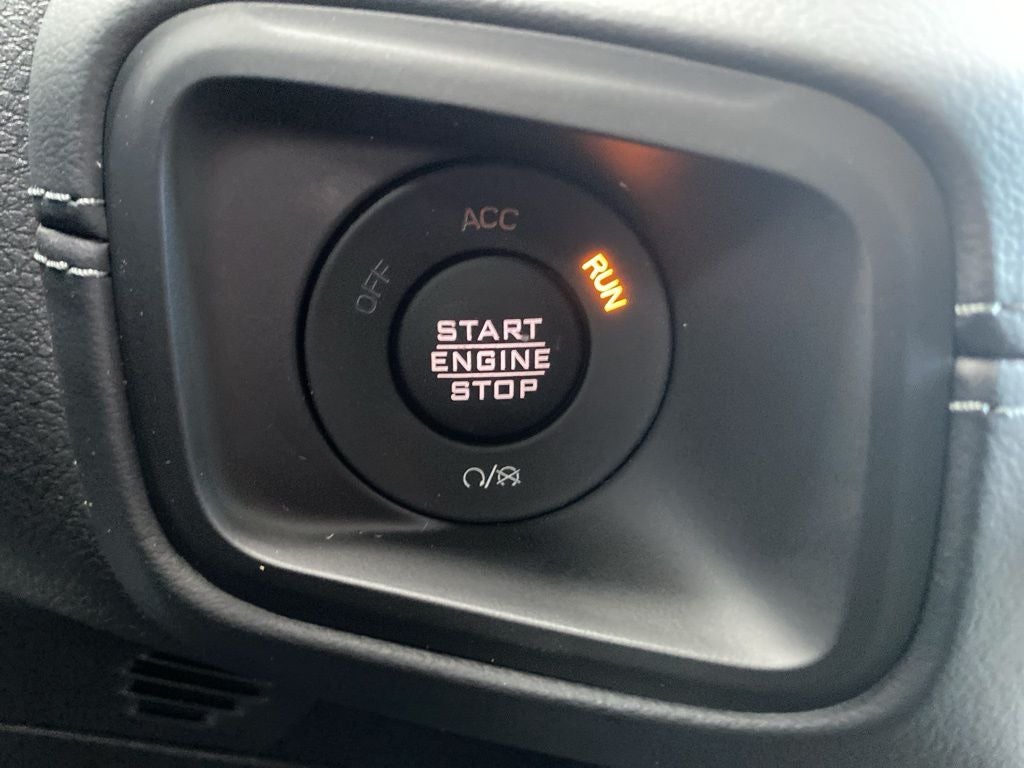 ACC
OFF
RUN
START
ENGINE
STOP